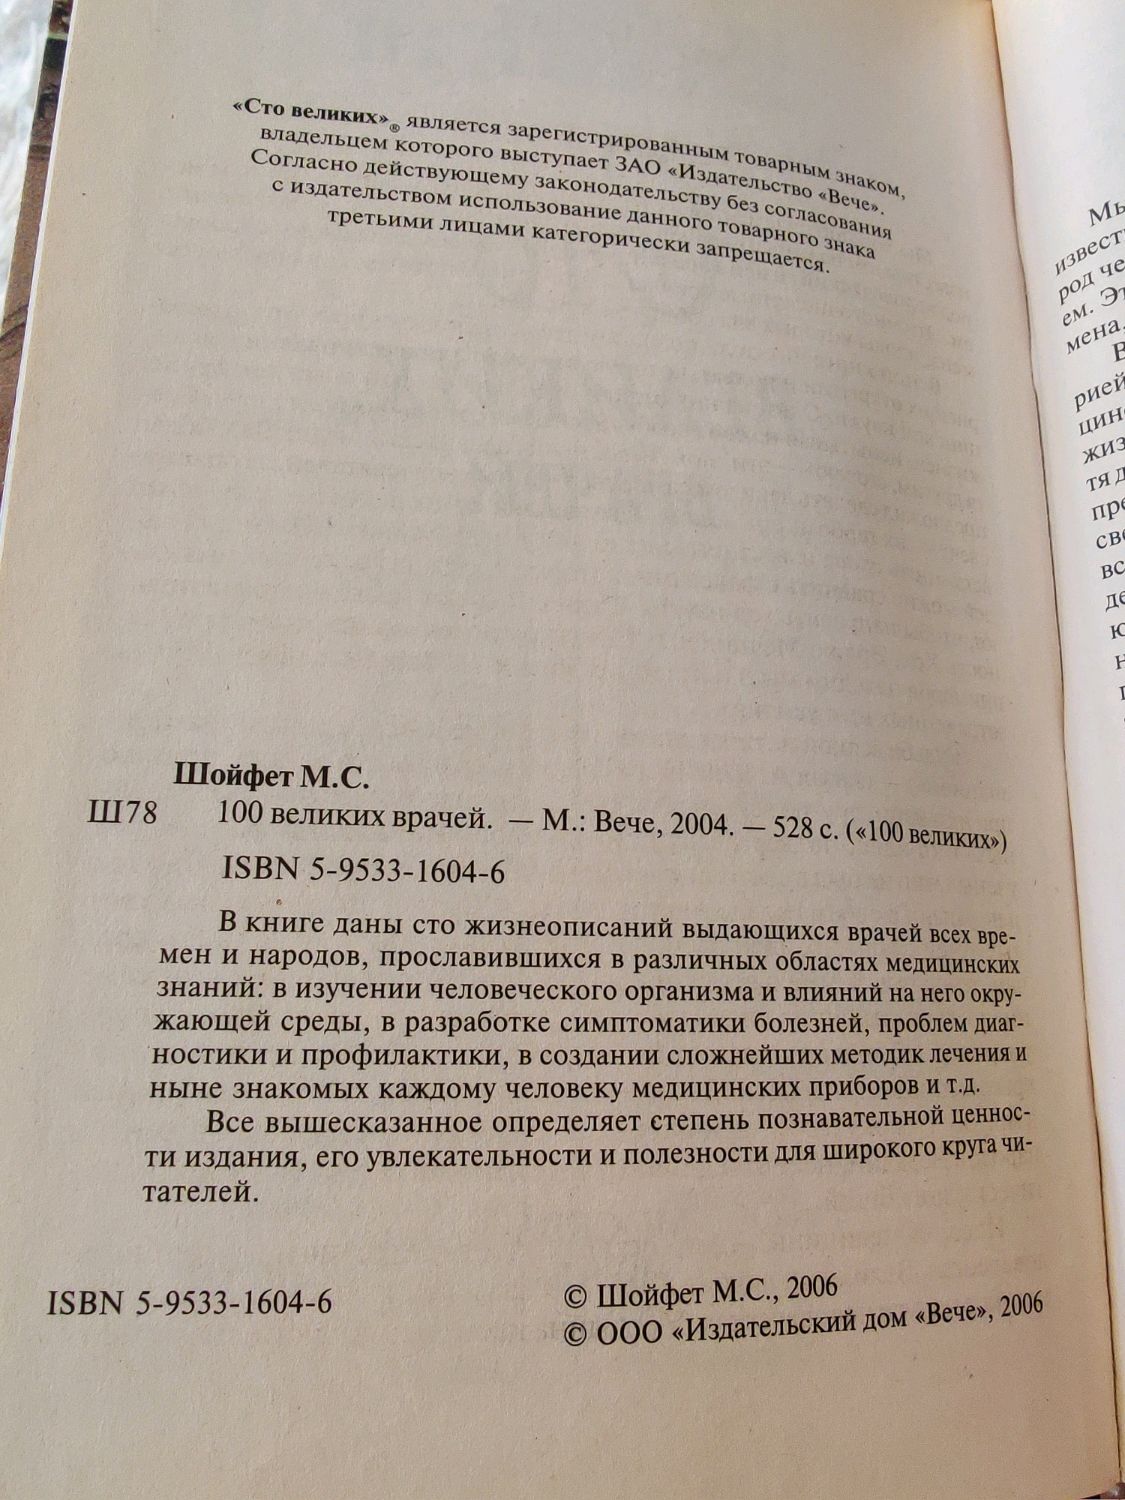 «Сто великих»® является зарегистрированным товарным знаком,
владельцем которого выступает ЗАО «Издательство «Вече».
Согласно действующему законодательству без согласования
с издательством использование данного товарного знака
третьими лицами категорически запрещается.
Шойфет М.С.
Ш78 100 великих врачей. — М.: Вече, 2004. — 528 с. («100 великих»)
ISBN 5-9533-1604-6
В книге даны сто жизнеописаний выдающихся врачей всех вре-
мен и народов, прославившихся в различных областях медицинских
знаний: в изучении человеческого организма и влияний на него окру-
жающей среды, в разработке симптоматики болезней, проблем диаг-
ностики и профилактики, в создании сложнейших методик лечения и
ныне знакомых каждому человеку медицинских приборов и т.д.
Все вышесказанное определяет степень познавательной ценнос-
ти издания, его увлекательности и полезности для широкого круга чи-
тателей.
ISBN 5-9533-1604-6
© Шойфет М.С., 2006
© ООО «Издательский дом «Вече», 2006